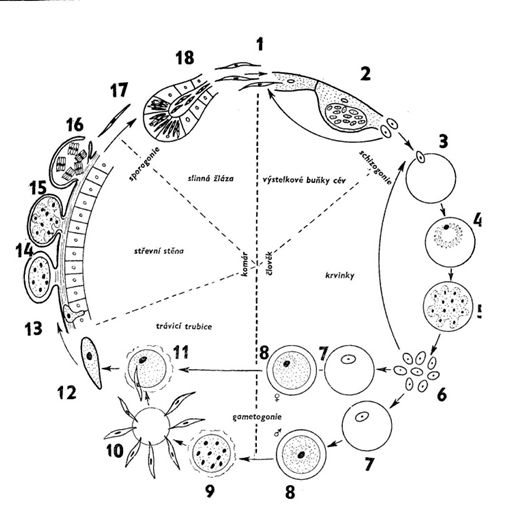 1
18
2
17
3
16
sporogonie
schizogonie
slinná žláza
výstelkové buňky cév
15
4
14
střevní stěna
komár
člověk
krvinky
5
13
trávicí trubice
11
8
7
12
♀
6
gametogonie
10
♂
7
9
8